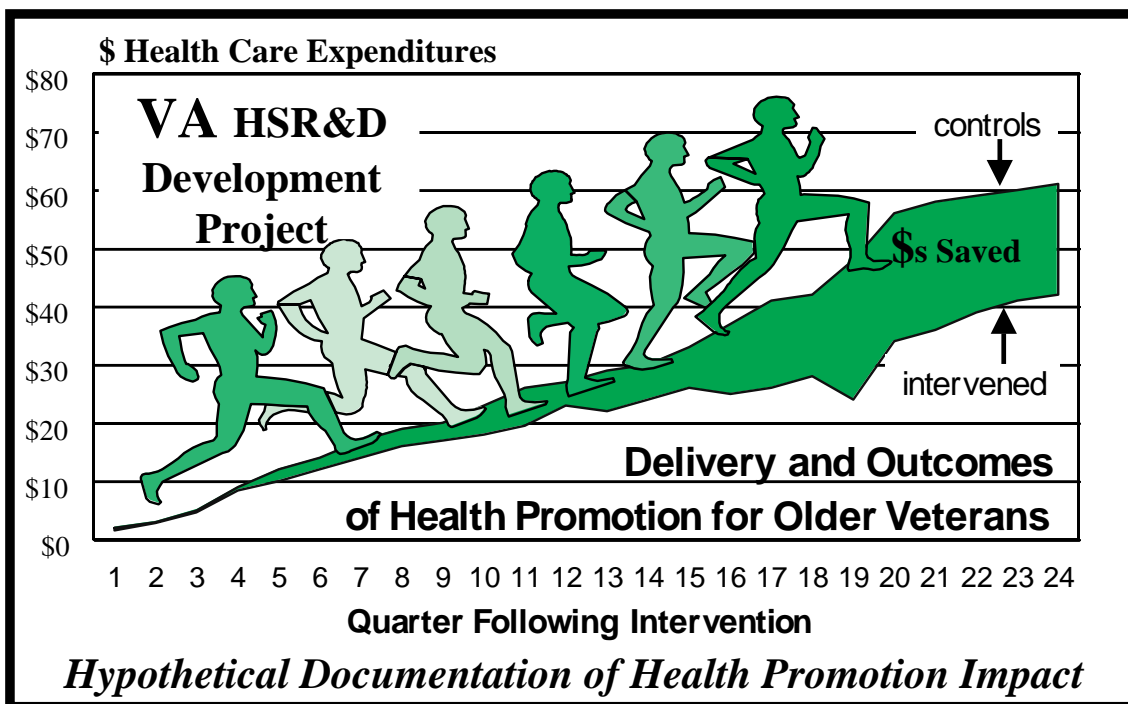 $ Health Care Expenditures
$80
$70
$60
$50
$40
$30
$20
$10
$0
VA HSR&D
Development
Project
controls
$s Saved
intervened
Delivery and Outcomes
of Health Promotion for Older Veterans
1 2 3 4 5 6 7 8 9 10 11 12 13 14 15 16 17 18 19 20 21 22 23 24
Quarter Following Intervention
Hypothetical Documentation of Health Promotion Impact